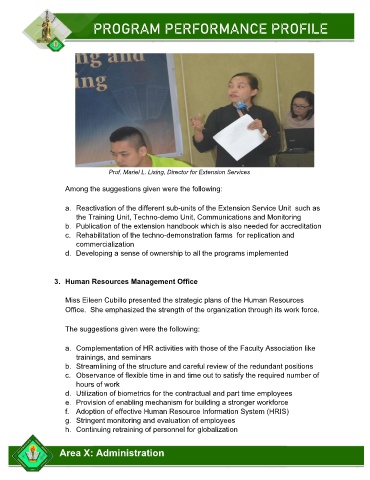 PROGRAM PERFORMANCE PROFILE
ng and
ing
Prof. Mariel L. Lising, Director for Extension Services
Among the suggestions given were the following:
a. Reactivation of the different sub-units of the Extension Service Unit such as
the Training Unit, Techno-demo Unit, Communications and Monitoring
b. Publication of the extension handbook which is also needed for accreditation
c. Rehabilitation of the techno-demonstration farms for replication and
commercialization
d. Developing a sense of ownership to all the programs implemented
3. Human Resources Management Office
Miss Eileen Cubillo presented the strategic plans of the Human Resources
Office. She emphasized the strength of the organization through its work force.
The suggestions given were the following:
a. Complementation of HR activities with those of the Faculty Association like
trainings, and seminars
b. Streamlining of the structure and careful review of the redundant positions
c. Observance of flexible time in and time out to satisfy the required number of
hours of work
d. Utilization of biometrics for the contractual and part time employees
e. Provision of enabling mechanism for building a stronger workforce
f. Adoption of effective Human Resource Information System (HRIS)
g. Stringent monitoring and evaluation of employees
h. Continuing retraining of personnel for globalization
Area X: Administration